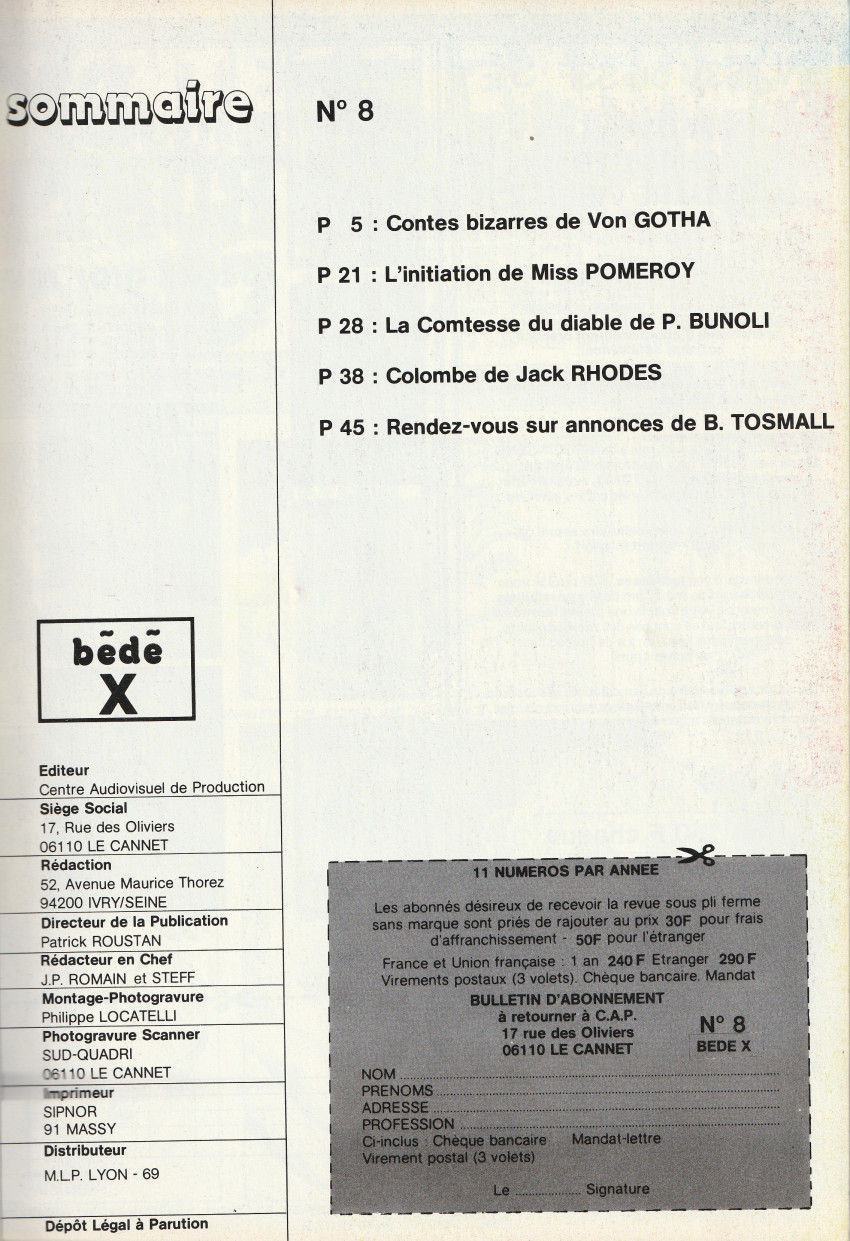 sommaire
N° 8
P 5 : Contes bizarres de Von GOTHA
P 21 : L'initiation de Miss POMEROY
P 28 : La Comtesse du diable de P. BUNOLI
P 38 : Colombe de Jack RHODES
P 45 : Rendez-vous sur annonces de B. TOSMALL
bẽdẽ
X
Editeur
Centre Audiovisuel de Production
Siège Social
17, Rue des Oliviers
06110 LE CANNET
Rédaction
52, Avenue Maurice Thorez
94200 IVRY/SEINE
Directeur de la Publication
Patrick ROUSTAN
Rédacteur en Chef
J.P. ROMAIN et STEFF
Montage-Photogravure
Philippe LOCATELLI
Photogravure Scanner
SUD-QUADRI
06110 LE CANNET
Imprimeur
SIPNOR
91 MASSY
Distributeur
M.L.P. LYON - 69
Dépôt Légal à Parution
11 NUMEROS PAR ANNEE
Les abonnés désireux de recevoir la revue sous pli ferme
sans marque sont priés de rajouter au prix 30F pour frais
d'affranchissement - 50F pour l'étranger
France et Union française : 1 an 240 F Etranger 290 F
Virements postaux (3 volets). Chèque bancaire. Mandat
BULLETIN D'ABONNEMENT
à retourner à C.A.P.
17 rue des Oliviers
06110 LE CANNET
N° 8
BEDE X
NOM
PRENOMS
ADRESSE
PROFESSION
Ci-inclus : Chèque bancaire Mandat-lettre
Virement postal (3 volets)
Le .................... Signature